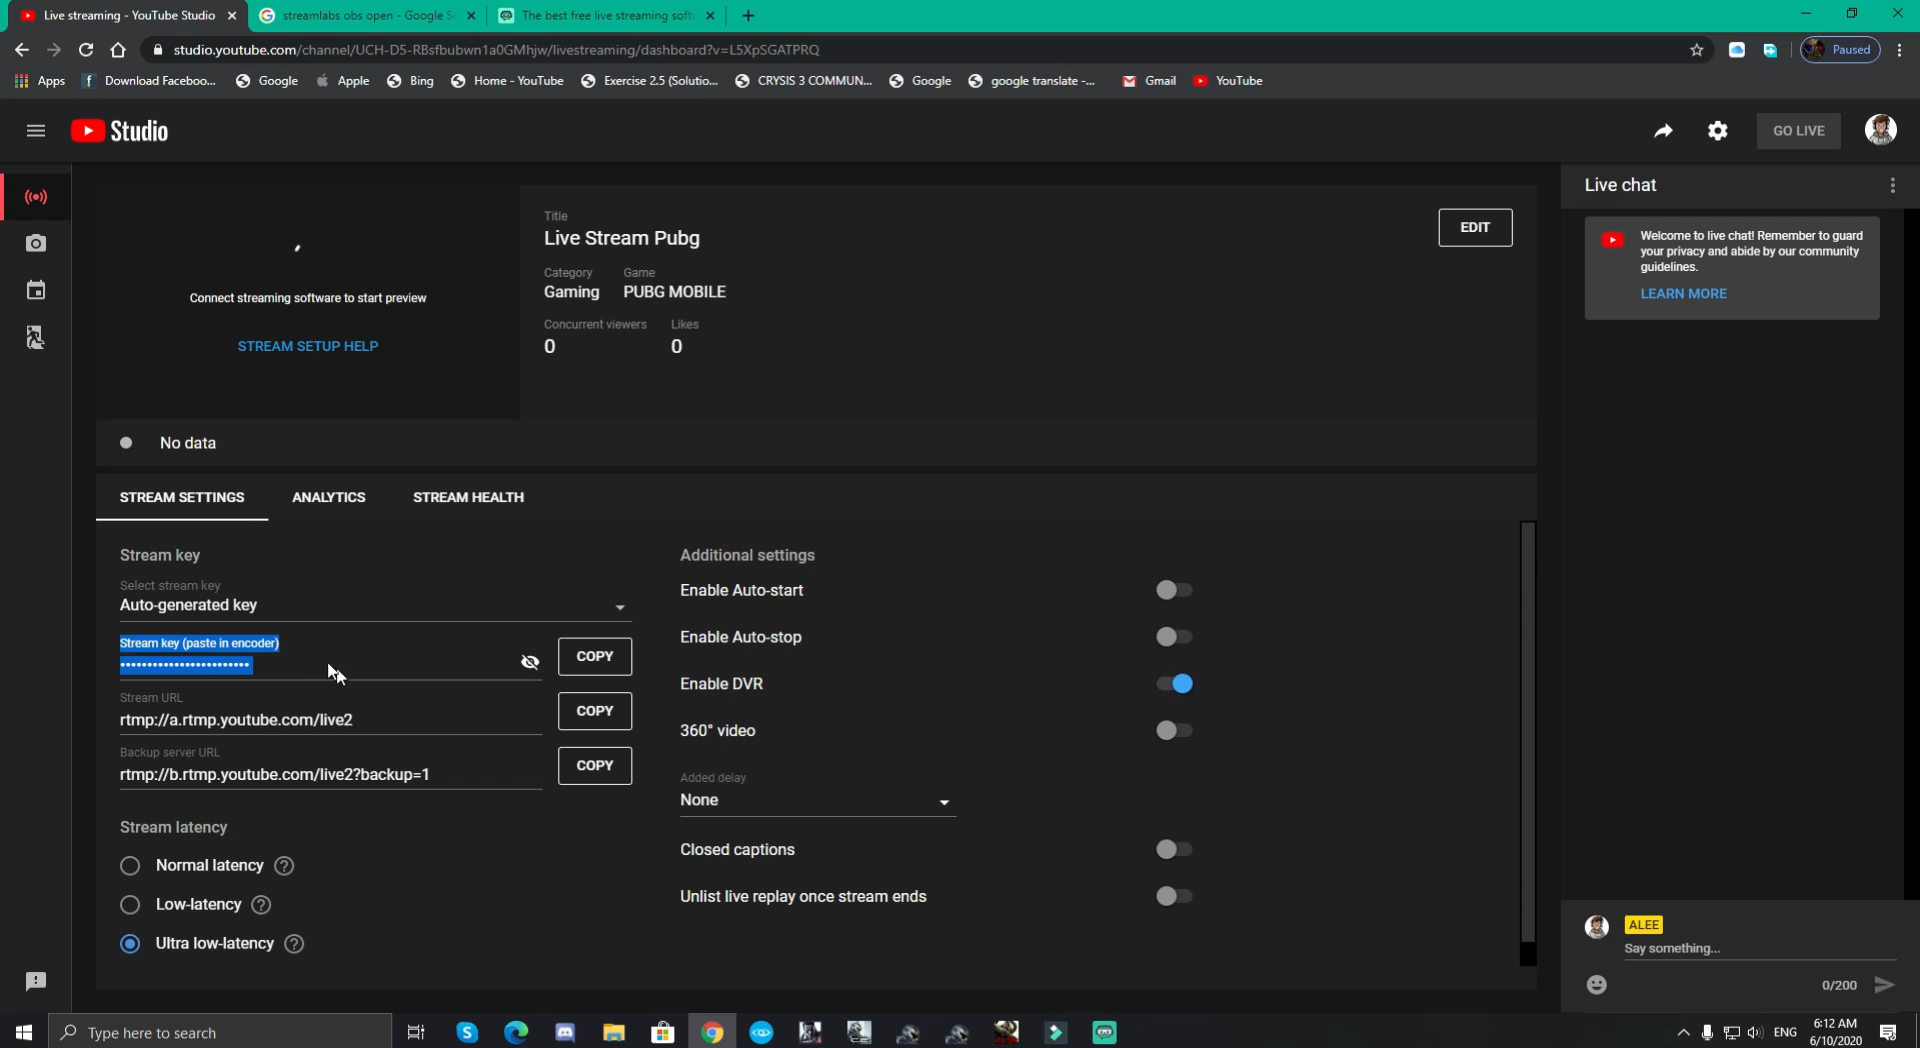 Live streaming - YouTube Studio
streamlabs obs open - Google Se
The best free live streaming softw
studio.youtube.com/channel/UCH-D5-RBsfbubwn1a0GMhjw/livestreaming/dashboard?v=L5XpSGATPRQ
Paused
Apps
Download Faceboo...
Google
Apple
Bing
Home - YouTube
Exercise 2.5 (Solutio...
CRYSIS 3 COMMUN...
Google
google translate -...
Gmail
YouTube
Studio
GO LIVE
Connect streaming software to start preview
STREAM SETUP HELP
Title
Live Stream Pubg
EDIT
Category Game
Gaming PUBG MOBILE
Concurrent viewers Likes
0 0
No data
STREAM SETTINGS ANALYTICS STREAM HEALTH
Stream key
Select stream key
Auto-generated key
Stream key (paste in encoder)
••••••••••••••••••••••••
COPY
Stream URL
rtmp://a.rtmp.youtube.com/live2
COPY
Backup server URL
rtmp://b.rtmp.youtube.com/live2?backup=1
COPY
Stream latency
Normal latency
Low-latency
Ultra low-latency
Additional settings
Enable Auto-start
Enable Auto-stop
Enable DVR
360° video
Added delay
None
Closed captions
Unlist live replay once stream ends
Live chat
Welcome to live chat! Remember to guard
your privacy and abide by our community
guidelines.
LEARN MORE
ALEE
Say something...
0/200
Type here to search
ENG
6:12 AM
6/10/2020